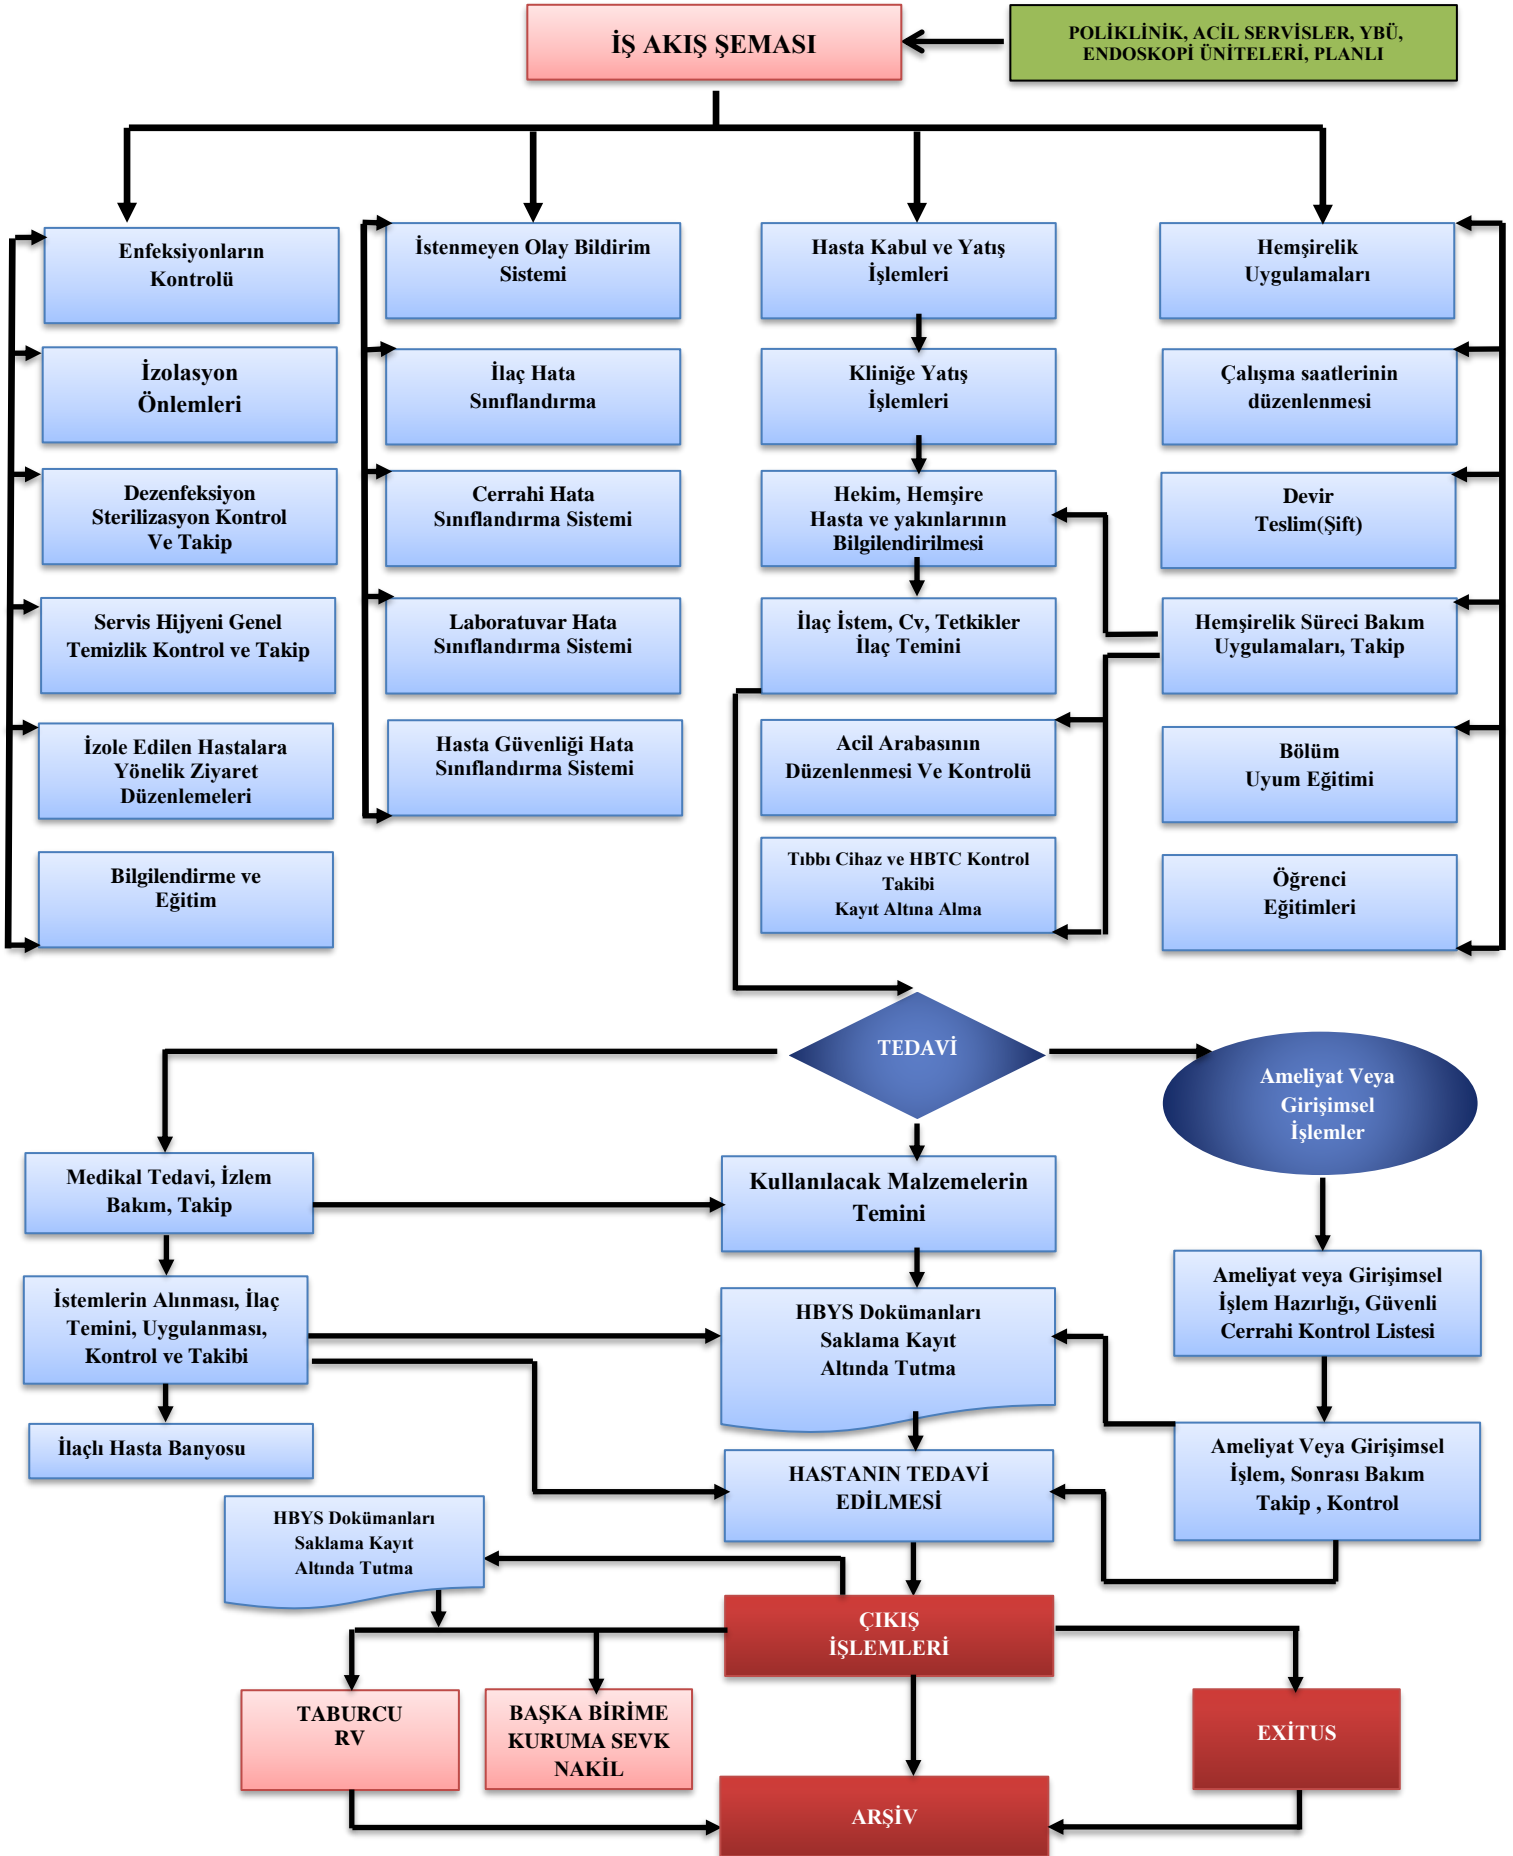 İŞ AKIŞ ŞEMASI
POLİKLİNİK, ACİL SERVİSLER, YBÜ,
ENDOSKOPİ ÜNİTELERİ, PLANLI
Enfeksiyonların
Kontrolü
İstenmeyen Olay Bildirim
Sistemi
Hasta Kabul ve Yatış
İşlemleri
Hemşirelik
Uygulamaları
İzolasyon
Önlemleri
İlaç Hata
Sınıflandırma
Kliniğe Yatış
İşlemleri
Çalışma saatlerinin
düzenlenmesi
Dezenfeksiyon
Sterilizasyon Kontrol
Ve Takip
Cerrahi Hata
Sınıflandırma Sistemi
Hekim, Hemşire
Hasta ve yakınlarının
Bilgilendirilmesi
Devir
Teslim(Şift)
Servis Hijyeni Genel
Temizlik Kontrol ve Takip
Laboratuvar Hata
Sınıflandırma Sistemi
İlaç İstem, Cv, Tetkikler
İlaç Temini
Hemşirelik Süreci Bakım
Uygulamaları, Takip
İzole Edilen Hastalara
Yönelik Ziyaret
Düzenlemeleri
Hasta Güvenliği Hata
Sınıflandırma Sistemi
Acil Arabasının
Düzenlenmesi Ve Kontrolü
Bölüm
Uyum Eğitimi
Bilgilendirme ve
Eğitim
Tıbbı Cihaz ve HBTC Kontrol
Takibi
Kayıt Altına Alma
Öğrenci
Eğitimleri
TEDAVİ
Ameliyat Veya
Girişimsel
İşlemler
Medikal Tedavi, İzlem
Bakım, Takip
Kullanılacak Malzemelerin
Temini
İstemlerin Alınması, İlaç
Temini, Uygulanması,
Kontrol ve Takibi
HBYS Dokümanları
Saklama Kayıt
Altında Tutma
Ameliyat veya Girişimsel
İşlem Hazırlığı, Güvenli
Cerrahi Kontrol Listesi
İlaçlı Hasta Banyosu
HASTANIN TEDAVİ
EDİLMESİ
Ameliyat Veya Girişimsel
İşlem, Sonrası Bakım
Takip , Kontrol
HBYS Dokümanları
Saklama Kayıt
Altında Tutma
ÇIKIŞ
İŞLEMLERİ
TABURCU
RV
BAŞKA BİRİME
KURUMA SEVK
NAKİL
EXİTUS
ARŞİV